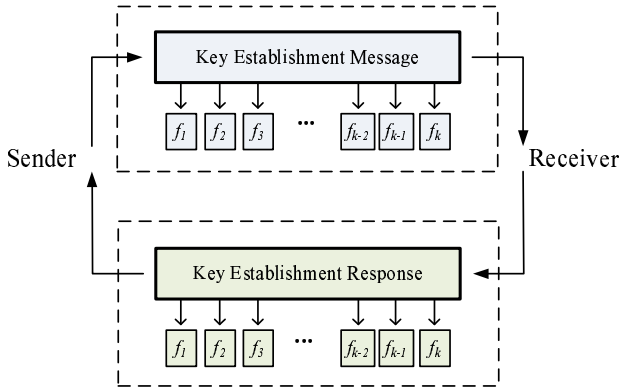 Key Establishment Message
f1 f2 f3 ... fk-2 fk-1 fk
Sender
Receiver
Key Establishment Response
f1 f2 f3 ... fk-2 fk-1 fk